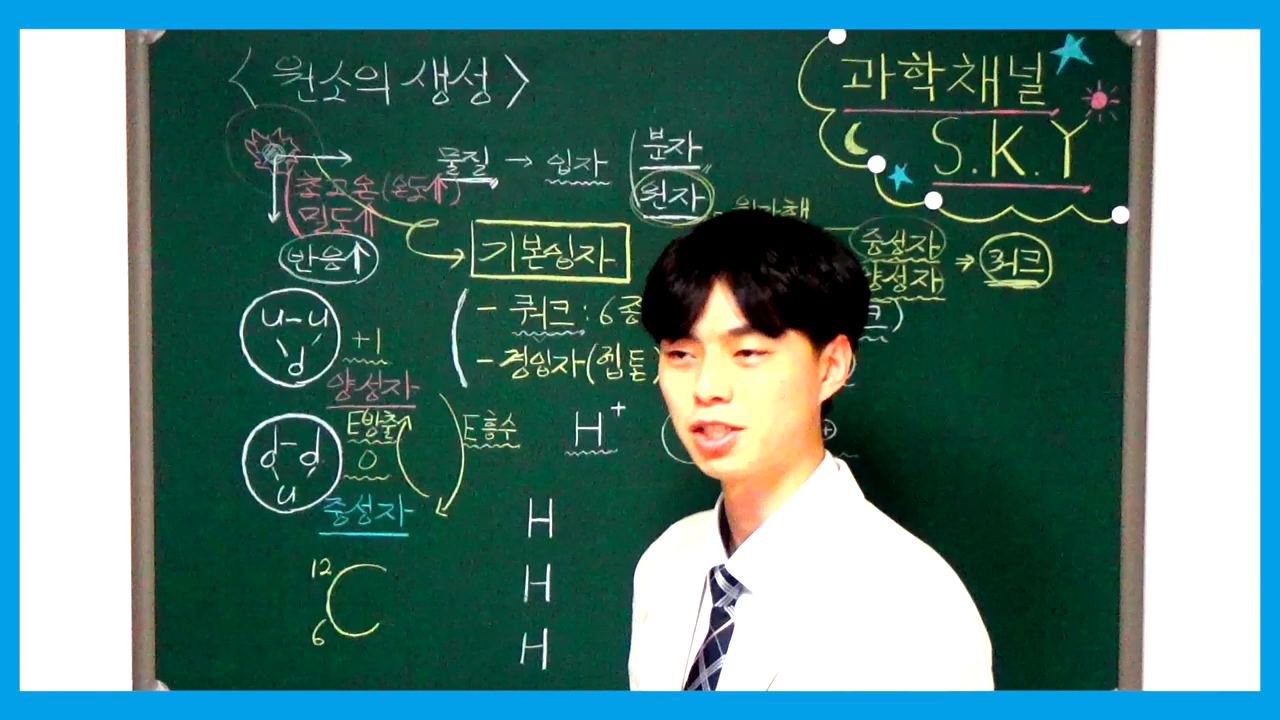 <원소의 생성>
과학채널
S.K.Y
물질 → 입자
분자
원자
초고온(온도↑)
밀도↑
반응↑
기본입자
중성자
양성자
⇒ 쿼크
- 쿼크 : 6종
- 경입자(렙톤)
크)
u-u
d
+1
양성자
E방출
E흡수
H+
d-d
u
0
중성자
H
12
C
6
H
H